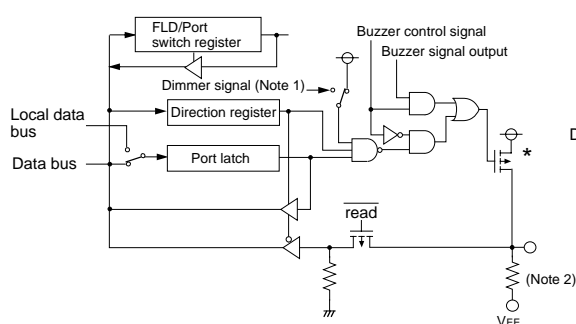 FLD/Port
switch register
Buzzer control signal
Buzzer signal output
Dimmer signal (Note 1)
Direction register
Local data
bus
Data bus
Port latch
D
*
read
(Note 2)
VEE